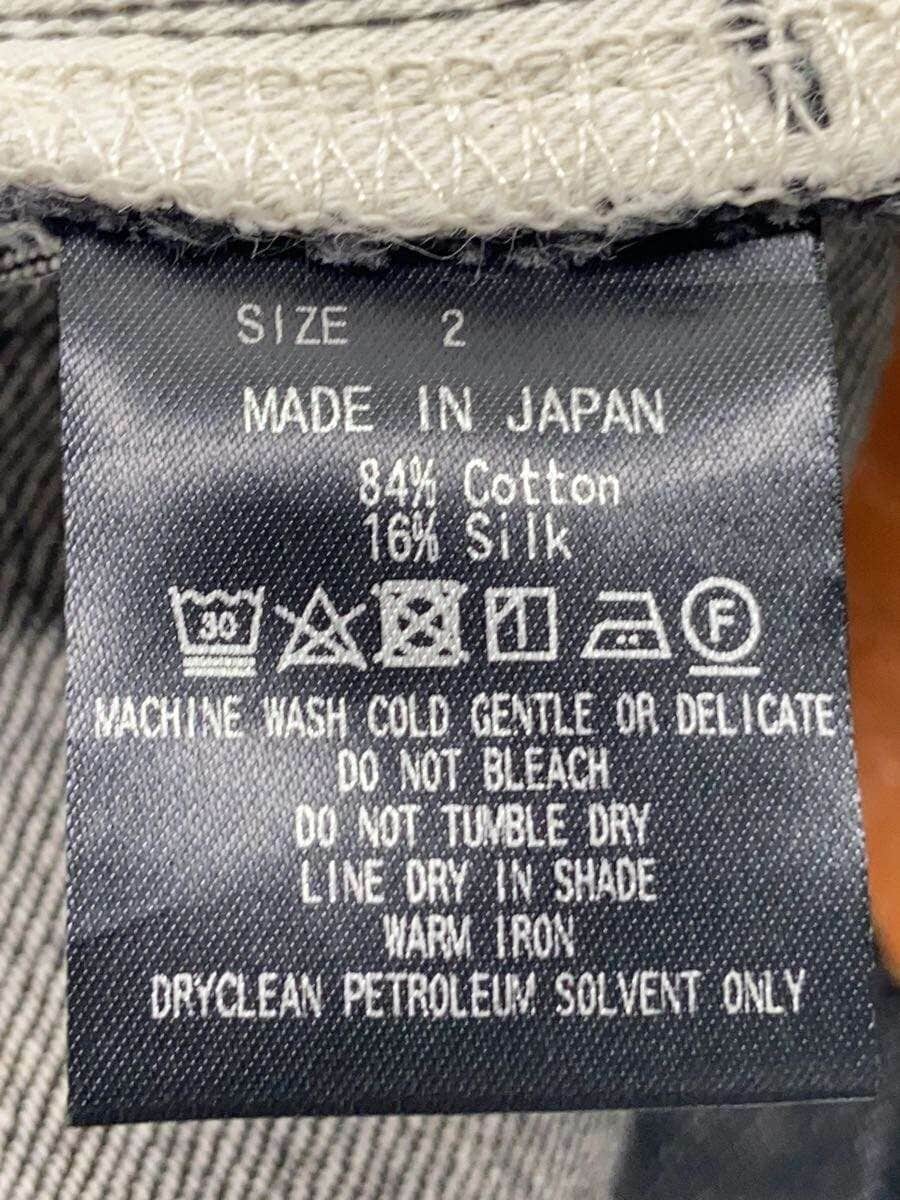 SIZE 2
MADE IN JAPAN
84% Cotton
16% Silk
30 F
MACHINE WASH COLD GENTLE OR DELICATE
DO NOT BLEACH
DO NOT TUMBLE DRY
LINE DRY IN SHADE
WARM IRON
DRYCLEAN PETROLEUM SOLVENT ONLY